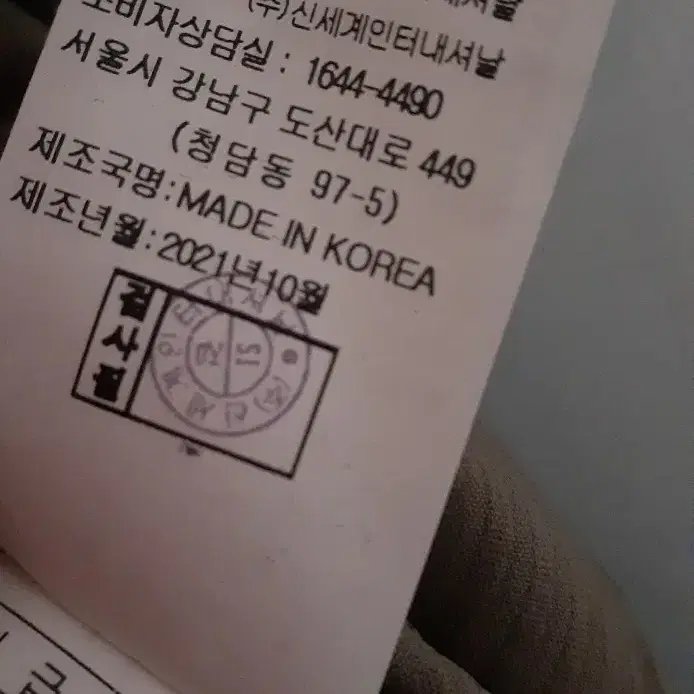 (주)신세계인터내셔날
소비자상담실 : 1644-4490
서울시 강남구 도산대로 449
(청담동 97-5)
제조국명:MADE IN KOREA
제조년월:2021년10월
검사필